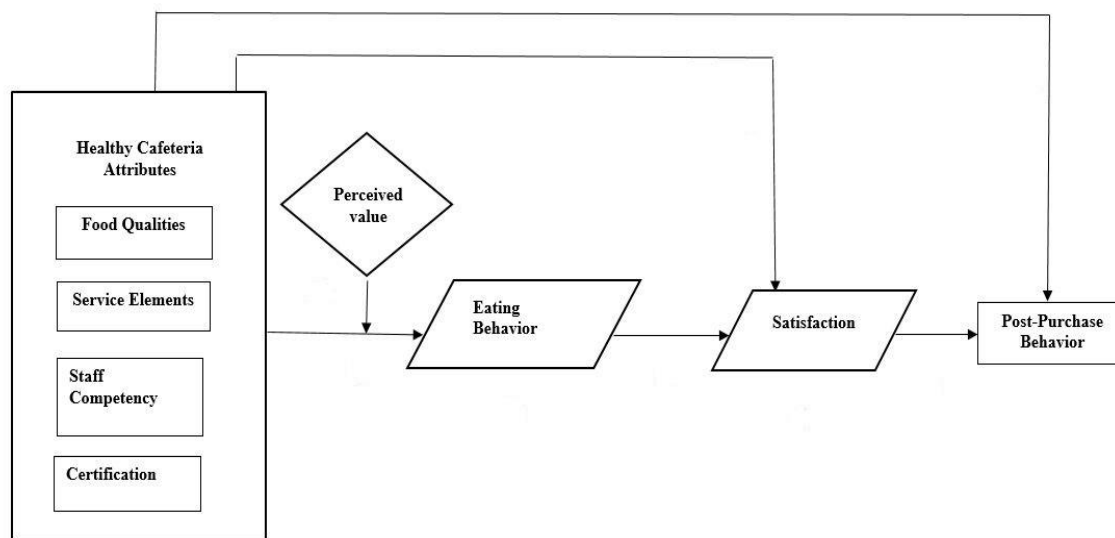 Healthy Cafeteria
Attributes
Food Qualities
Service Elements
Staff
Competency
Certification
Perceived
value
Eating
Behavior
Satisfaction
Post-Purchase
Behavior